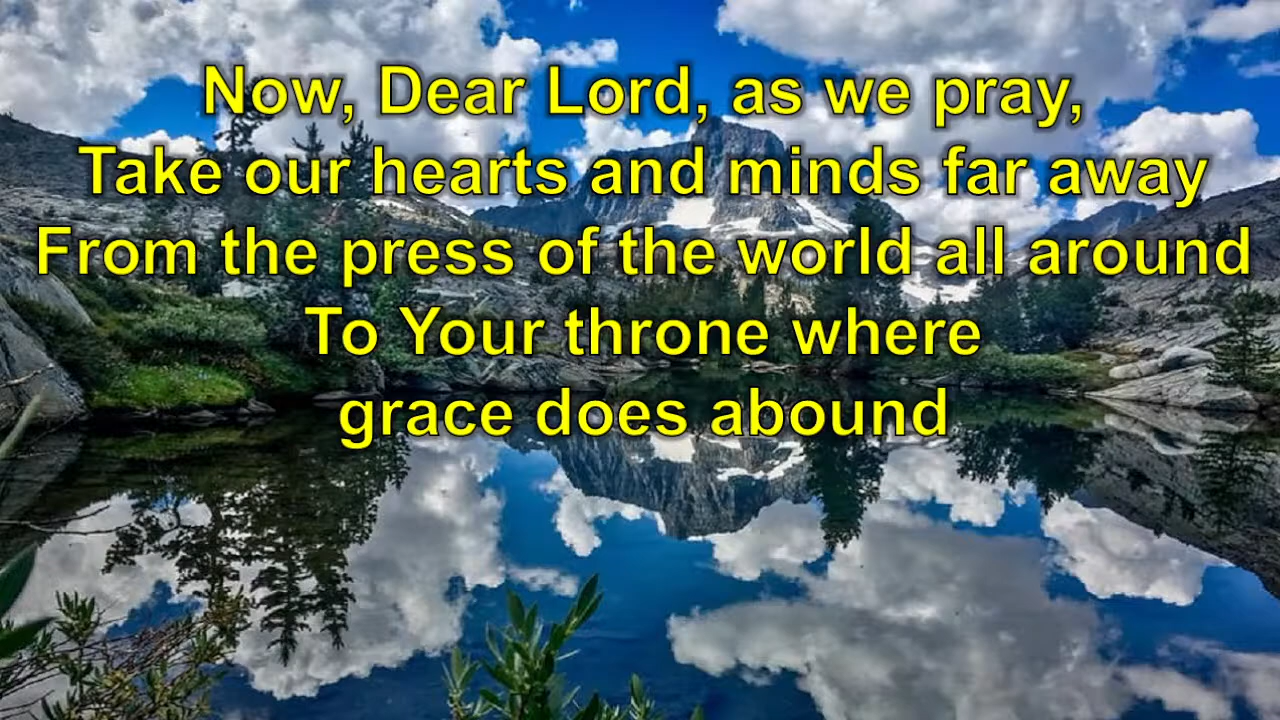 Now, Dear Lord, as we pray,
Take our hearts and minds far away
From the press of the world all around
To Your throne where
grace does abound